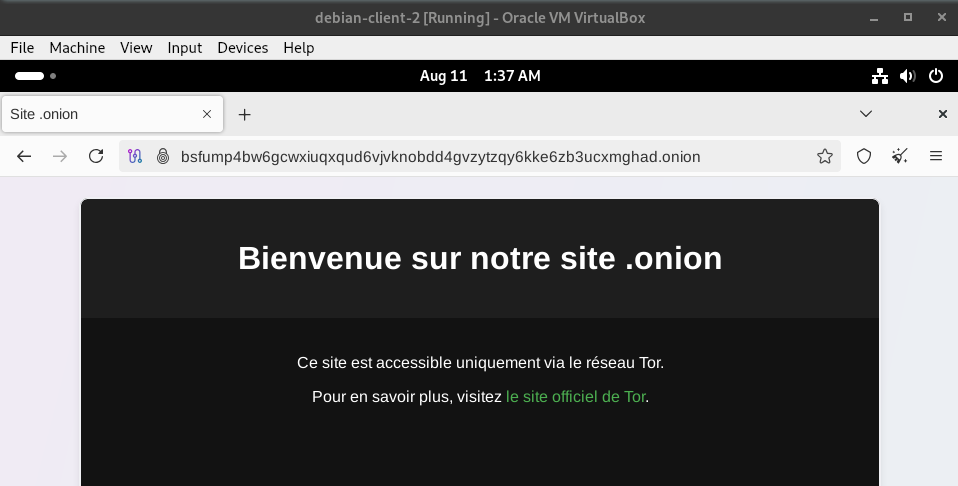 debian-client-2 [Running] - Oracle VM VirtualBox
File Machine View Input Devices Help
Aug 11 1:37 AM
Site .onion
bsfump4bw6gcwxiuqxqud6vjvknobdd4gvzytzqy6kke6zb3ucxmghad.onion
Bienvenue sur notre site .onion
Ce site est accessible uniquement via le réseau Tor.
Pour en savoir plus, visitez le site officiel de Tor.